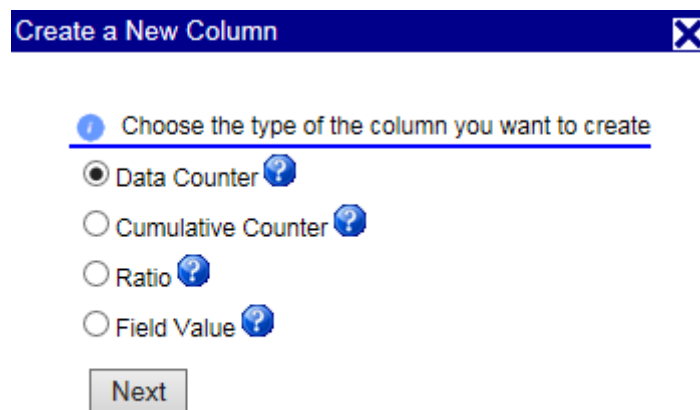 Create a New Column
Choose the type of the column you want to create
Data Counter
Cumulative Counter
Ratio
Field Value
Next